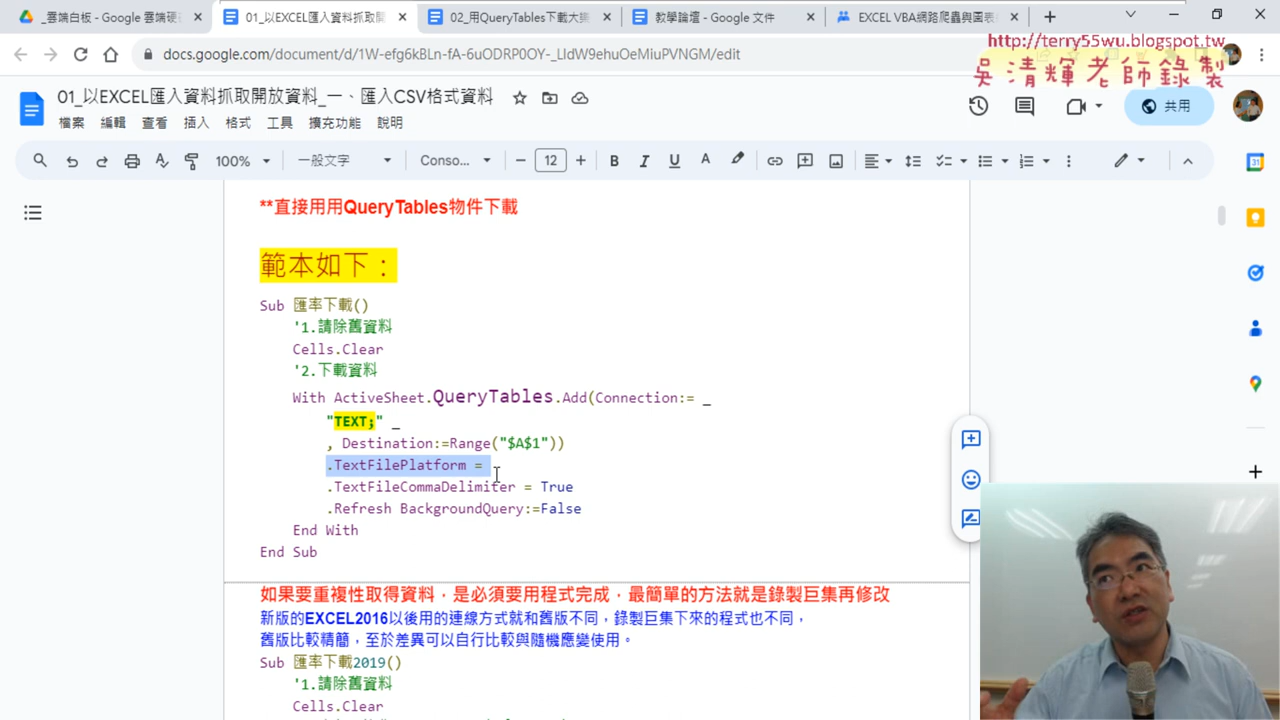 _雲端白板 - Google 雲端硬
01_以EXCEL匯入資料抓取開
02_用QueryTables下載大
教學論壇 - Google 文件
EXCEL VBA網路爬蟲與圖表
docs.google.com/document/d/1W-efg6kBLn-fA-6uODRP0OY-_LIdW9ehuOeMiuPVNGM/edit
http://terry55wu.blogspot.tw
吳清輝老師錄製
01_以EXCEL匯入資料抓取開放資料_一、匯入CSV格式資料
檔案 編輯 查看 插入 格式 工具 擴充功能 說明
共用
100% 一般文字 Conso... 12 B I U A
**直接用用QueryTables物件下載
範本如下：
Sub 匯率下載()
'1.請除舊資料
Cells.Clear
'2.下載資料
With ActiveSheet.QueryTables.Add(Connection:= _
"TEXT;" _
, Destination:=Range("$A$1"))
.TextFilePlatform =
.TextFileCommaDelimiter = True
.Refresh BackgroundQuery:=False
End With
End Sub
如果要重複性取得資料，是必須要用程式完成，最簡單的方法就是錄製巨集再修改
新版的EXCEL2016以後用的連線方式就和舊版不同，錄製巨集下來的程式也不同，
舊版比較精簡，至於差異可以自行比較與隨機應變使用。
Sub 匯率下載2019()
'1.請除舊資料
Cells.Clear